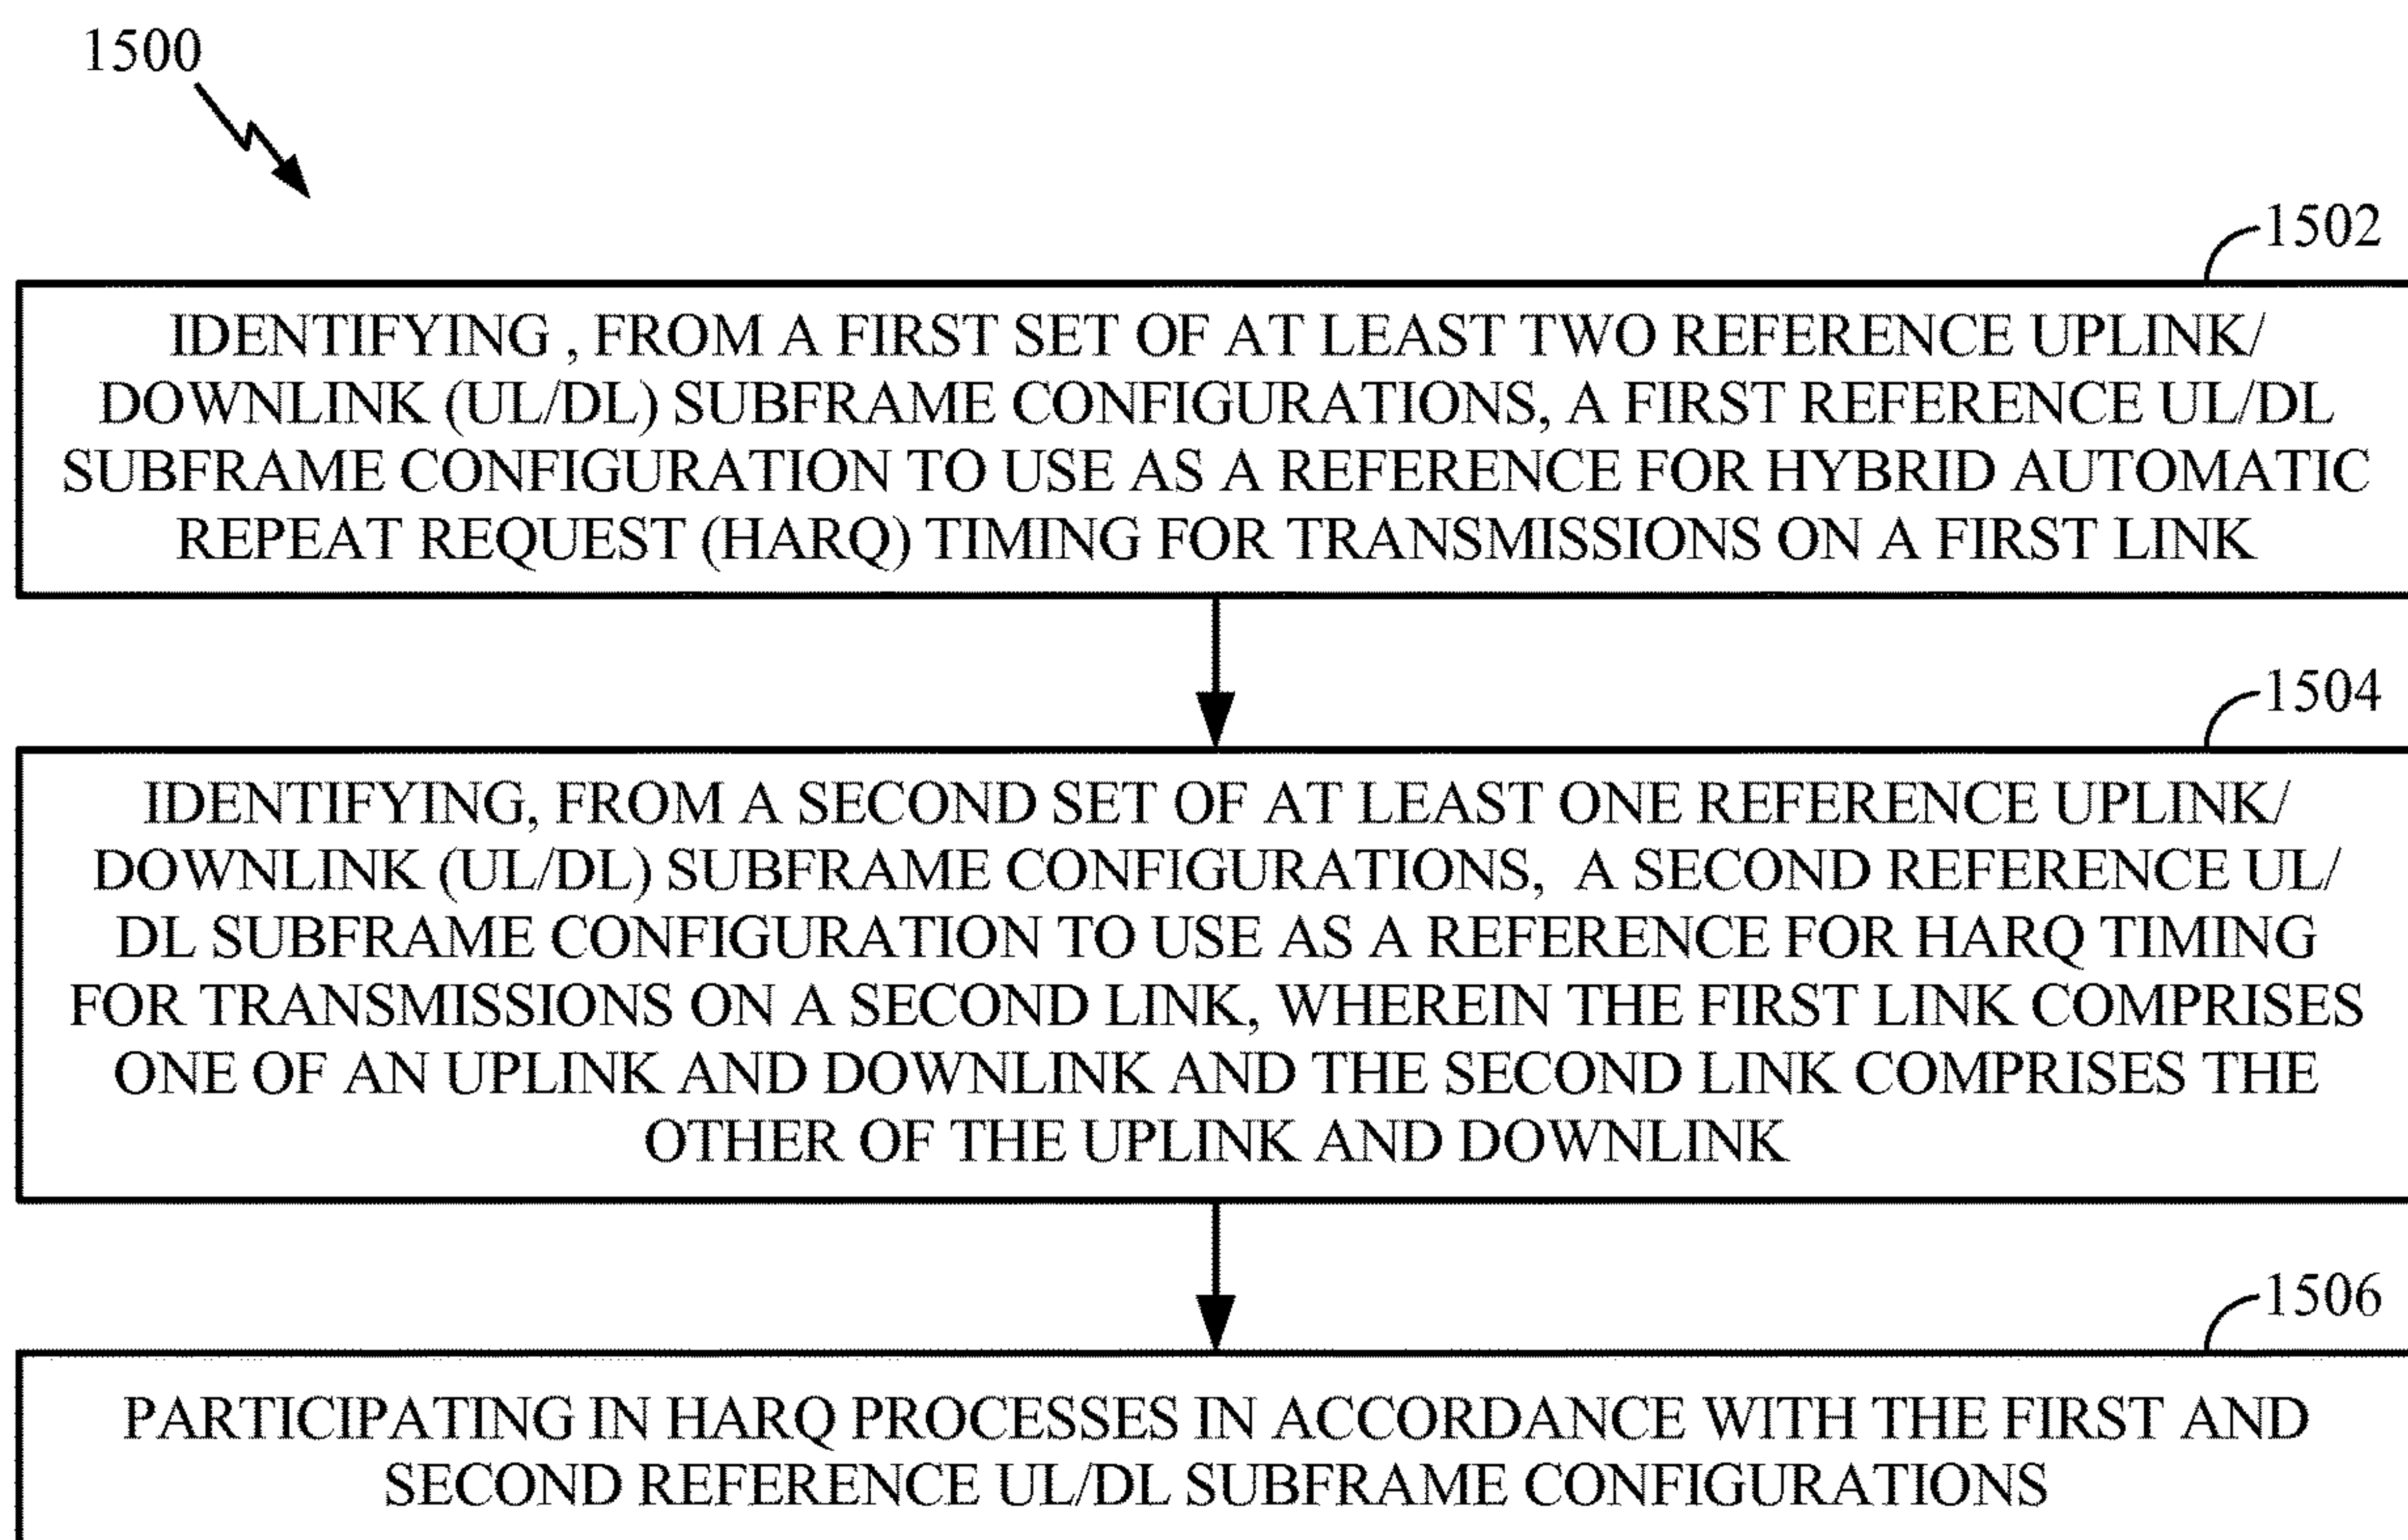 1500
1502
IDENTIFYING , FROM A FIRST SET OF AT LEAST TWO REFERENCE UPLINK/
DOWNLINK (UL/DL) SUBFRAME CONFIGURATIONS, A FIRST REFERENCE UL/DL
SUBFRAME CONFIGURATION TO USE AS A REFERENCE FOR HYBRID AUTOMATIC
REPEAT REQUEST (HARQ) TIMING FOR TRANSMISSIONS ON A FIRST LINK
1504
IDENTIFYING, FROM A SECOND SET OF AT LEAST ONE REFERENCE UPLINK/
DOWNLINK (UL/DL) SUBFRAME CONFIGURATIONS, A SECOND REFERENCE UL/
DL SUBFRAME CONFIGURATION TO USE AS A REFERENCE FOR HARQ TIMING
FOR TRANSMISSIONS ON A SECOND LINK, WHEREIN THE FIRST LINK COMPRISES
ONE OF AN UPLINK AND DOWNLINK AND THE SECOND LINK COMPRISES THE
OTHER OF THE UPLINK AND DOWNLINK
1506
PARTICIPATING IN HARQ PROCESSES IN ACCORDANCE WITH THE FIRST AND
SECOND REFERENCE UL/DL SUBFRAME CONFIGURATIONS